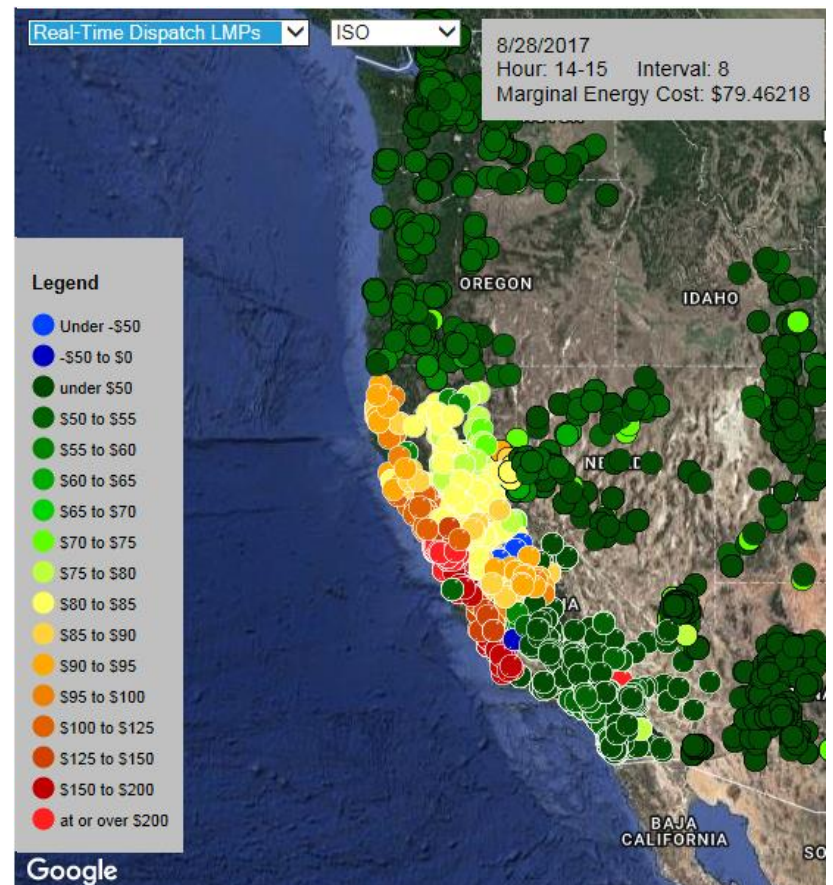 Real-Time Dispatch LMPs
ISO
8/28/2017
Hour: 14-15 Interval: 8
Marginal Energy Cost: $79.46218
OREGON
IDAHO
Legend
Under -$50
-$50 to $0
under $50
$50 to $55
$55 to $60
$60 to $65
$65 to $70
$70 to $75
$75 to $80
$80 to $85
$85 to $90
$90 to $95
$95 to $100
$100 to $125
$125 to $150
$150 to $200
at or over $200
BAJA
CALIFORNIA
SO
Google